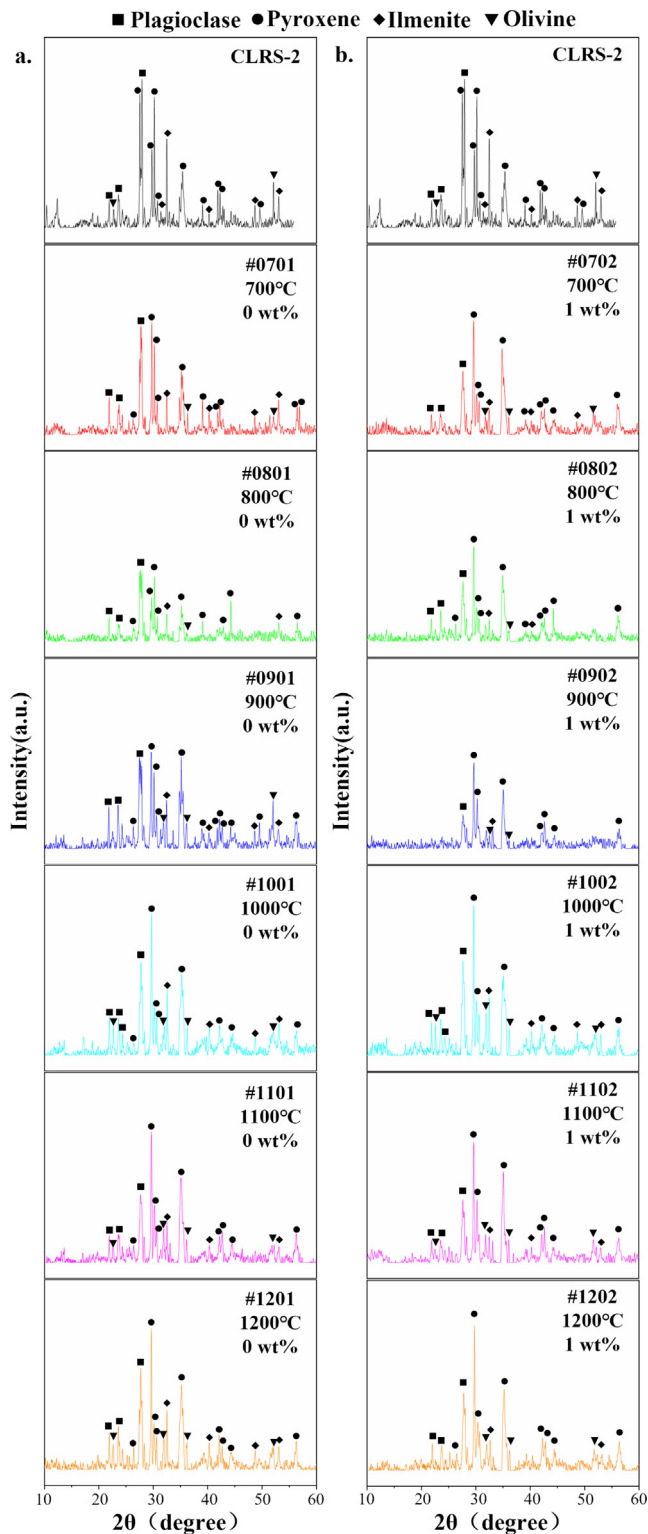 ■ Plagioclase ● Pyroxene ◆ Ilmenite ▼ Olivine
a.
CLRS-2
#0701
700℃
0 wt%
#0801
800℃
0 wt%
#0901
900℃
0 wt%
#1001
1000℃
0 wt%
#1101
1100℃
0 wt%
#1201
1200℃
0 wt%
Intensity(a.u.)
10 20 30 40 50 60
2θ（degree）
b.
CLRS-2
#0702
700℃
1 wt%
#0802
800℃
1 wt%
#0902
900℃
1 wt%
#1002
1000℃
1 wt%
#1102
1100℃
1 wt%
#1202
1200℃
1 wt%
Intensity(a.u.)
10 20 30 40 50 60
2θ（degree）